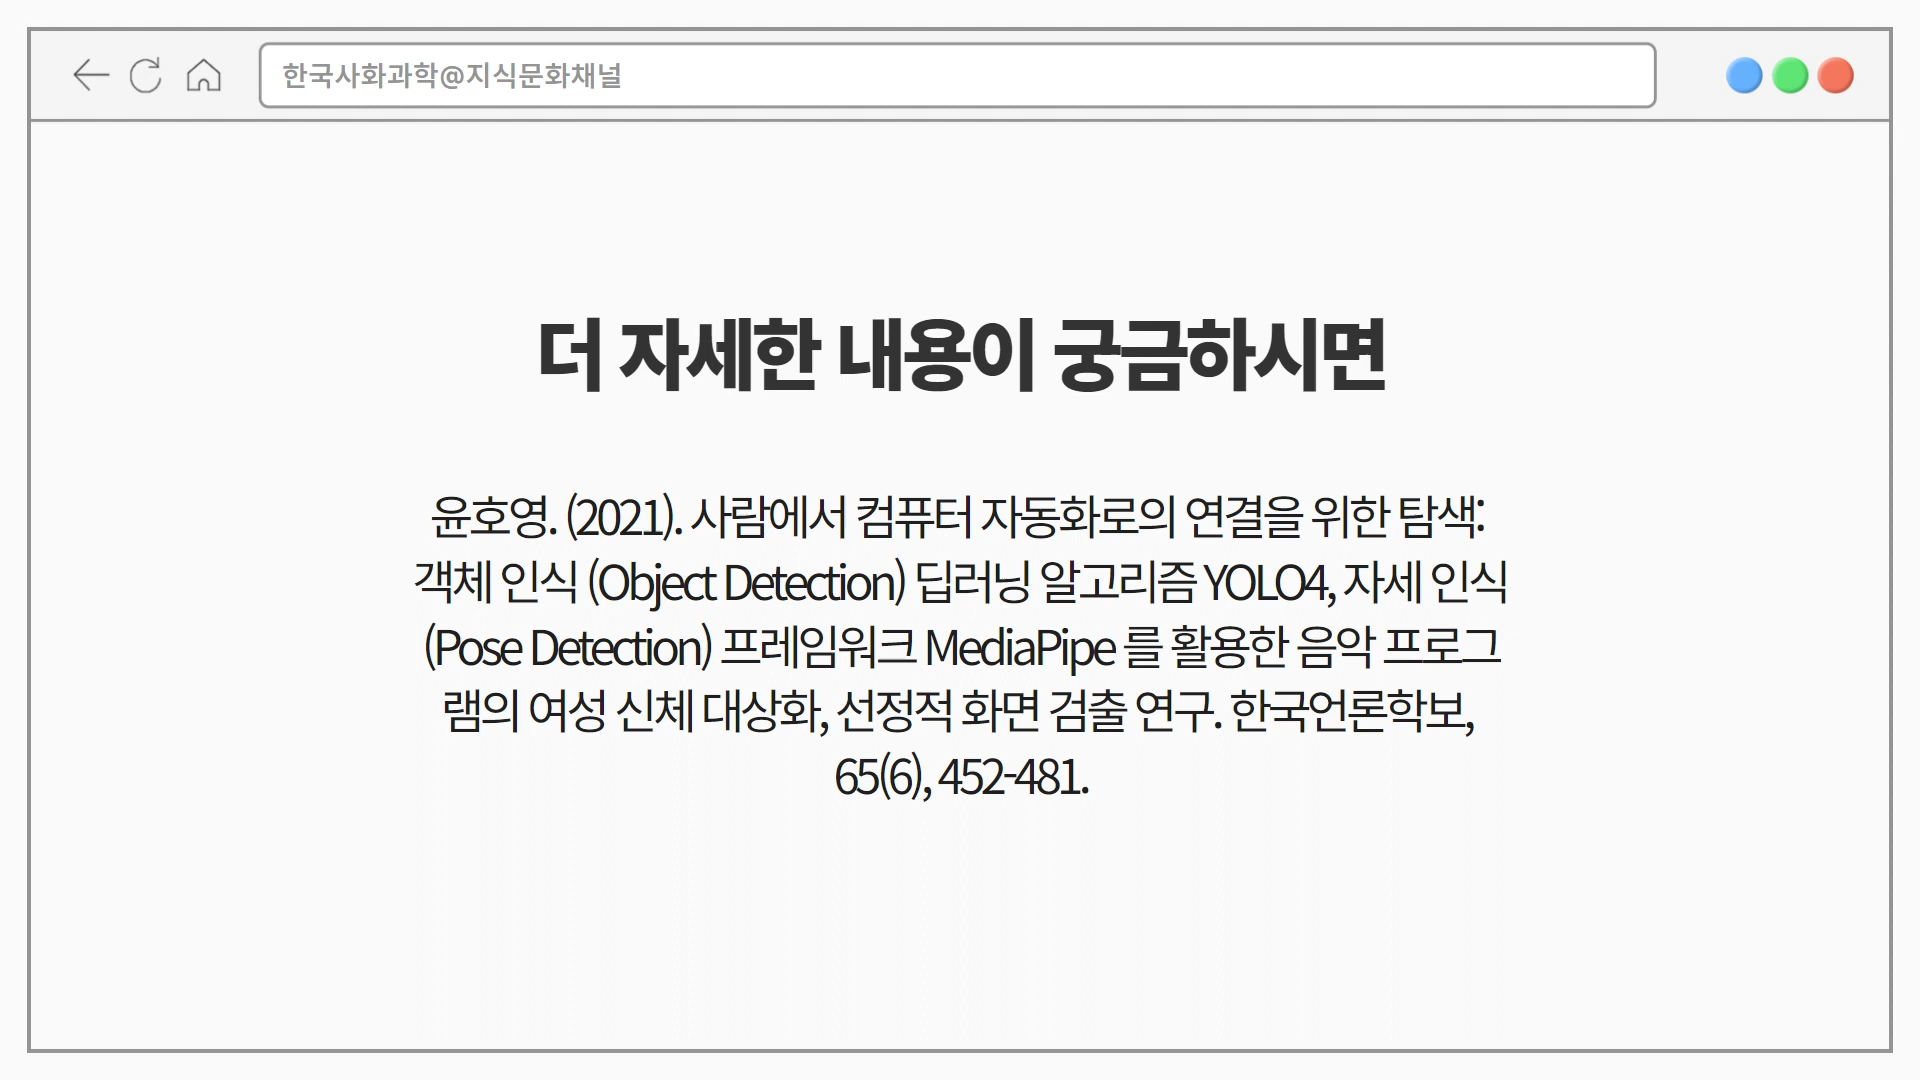 한국사화과학@지식문화채널
더 자세한 내용이 궁금하시면
윤호영. (2021). 사람에서 컴퓨터 자동화로의 연결을 위한 탐색:
객체 인식 (Object Detection) 딥러닝 알고리즘 YOLO4, 자세 인식
(Pose Detection) 프레임워크 MediaPipe 를 활용한 음악 프로그
램의 여성 신체 대상화, 선정적 화면 검출 연구. 한국언론학보,
65(6), 452-481.